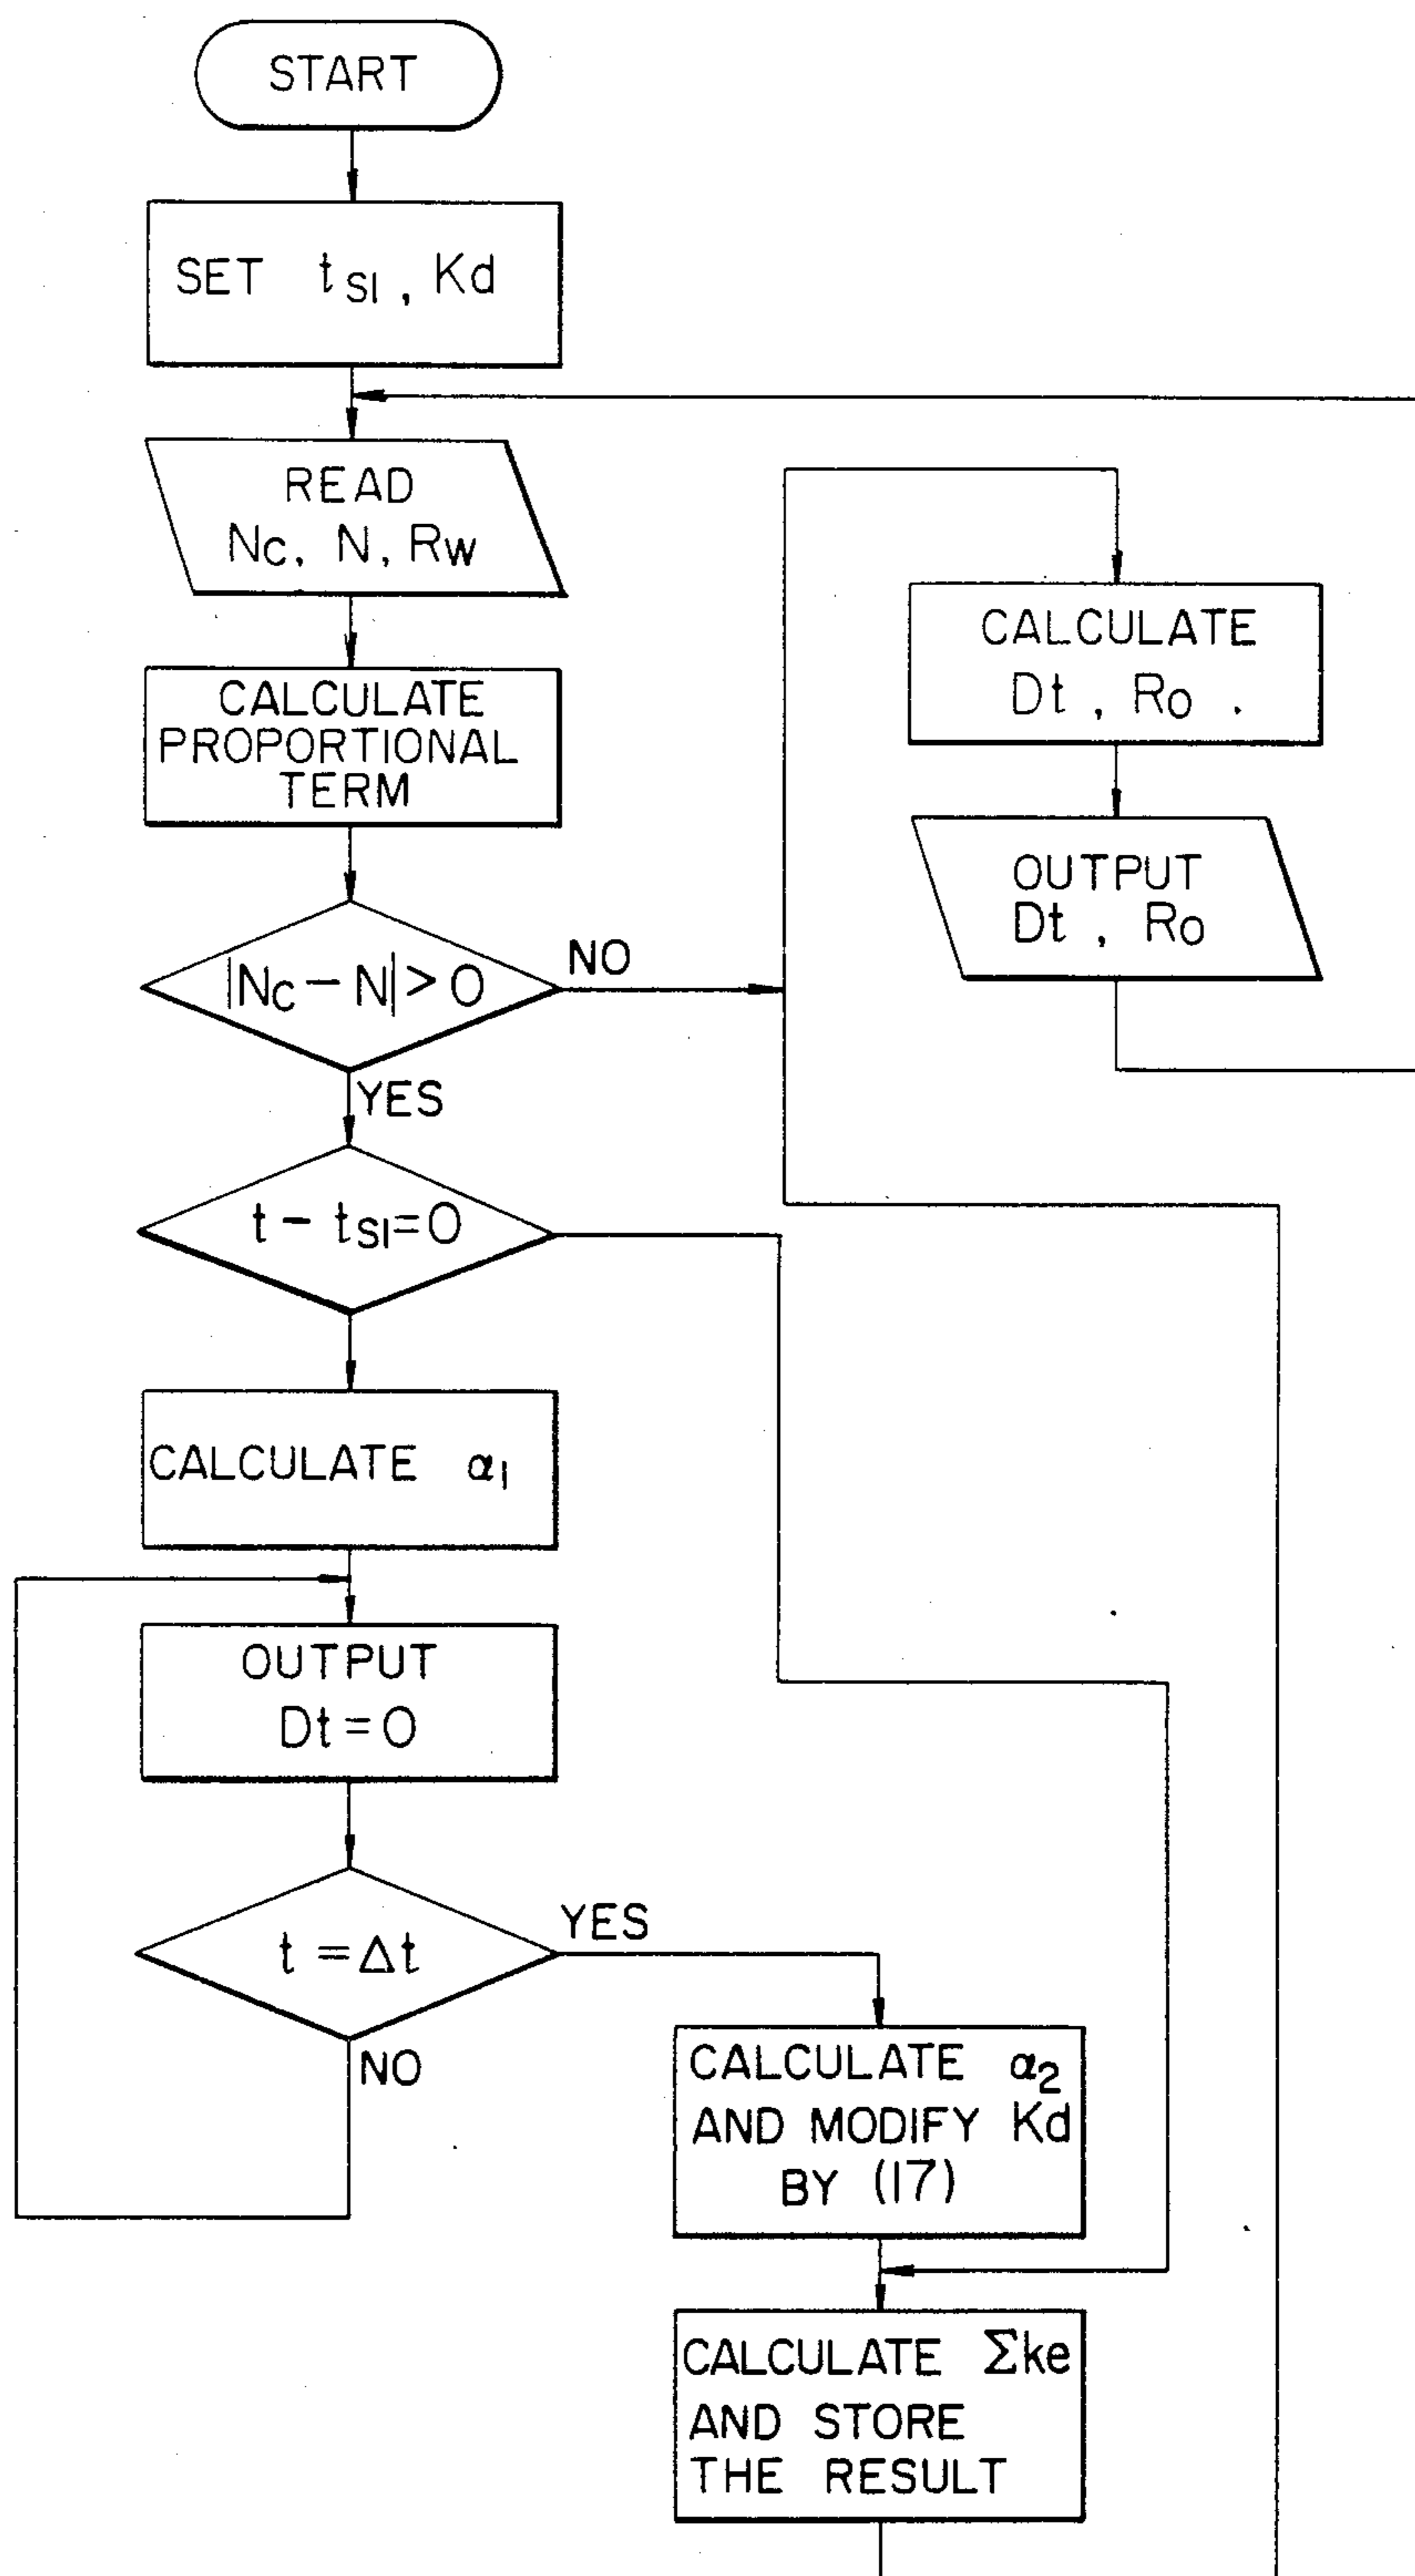 START
SET tS1, Kd
READ
Nc, N, Rw
CALCULATE
PROPORTIONAL
TERM
|Nc − N| > 0
NO
YES
t − tS1 = 0
CALCULATE α1
OUTPUT
Dt = 0
t = Δt
YES
NO
CALCULATE α2
AND MODIFY Kd
BY (17)
CALCULATE Σke
AND STORE
THE RESULT
CALCULATE
Dt, Ro.
OUTPUT
Dt, Ro